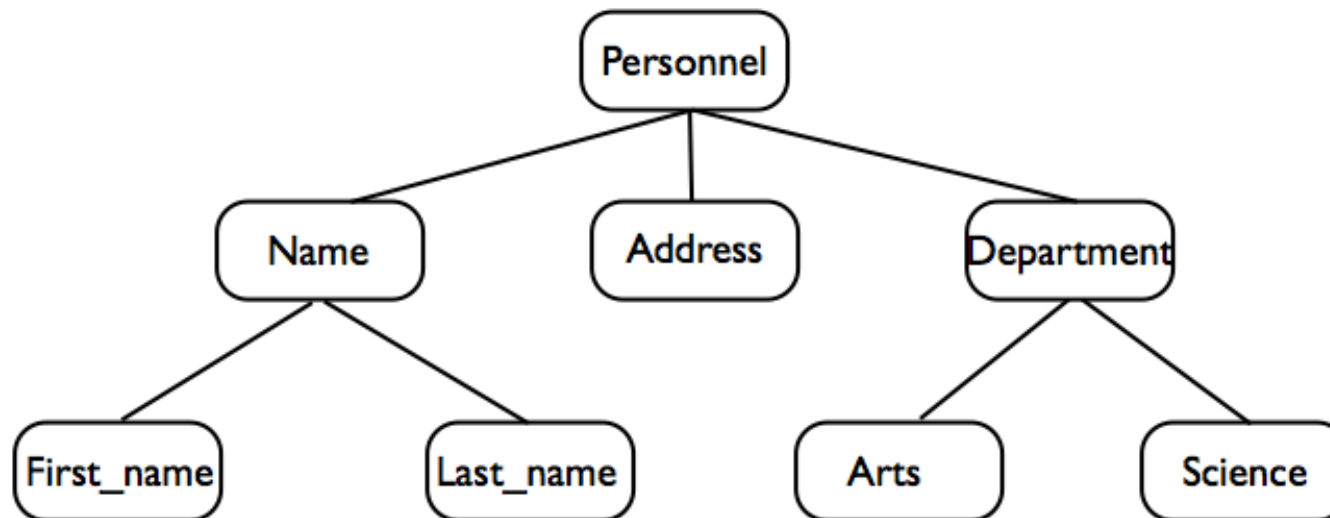 Personnel
Name
Address
Department
First_name
Last_name
Arts
Science